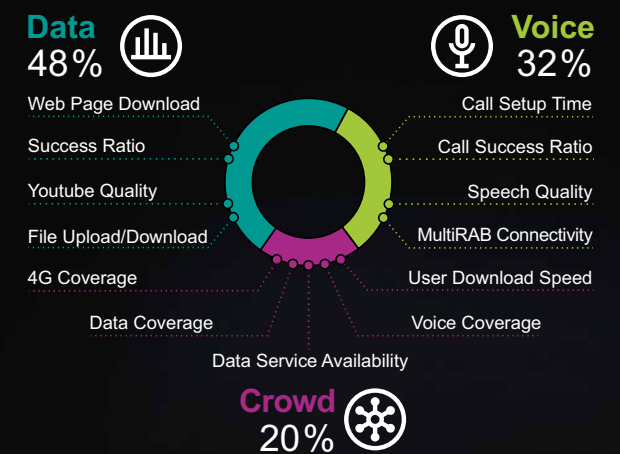 Data
48%
Voice
32%
Web Page Download
Success Ratio
Youtube Quality
File Upload/Download
4G Coverage
Data Coverage
Call Setup Time
Call Success Ratio
Speech Quality
MultiRAB Connectivity
User Download Speed
Voice Coverage
Data Service Availability
Crowd
20%